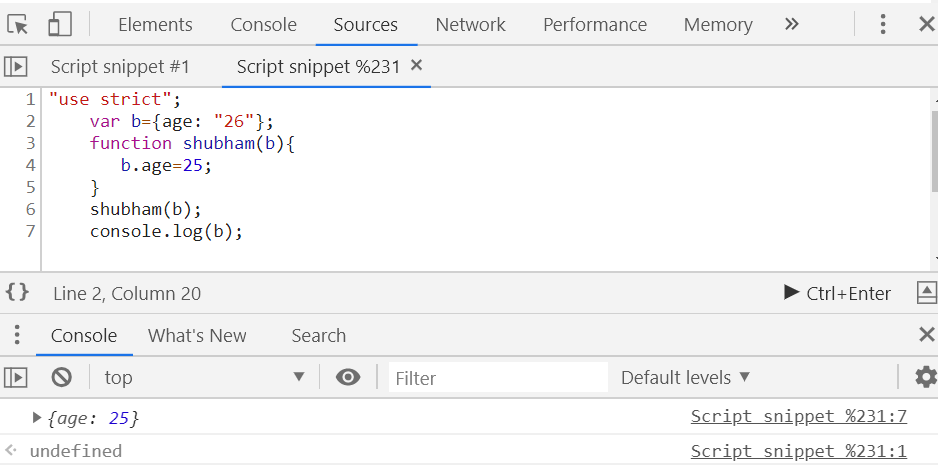 Elements Console Sources Network Performance Memory »
Script snippet #1 Script snippet %231 ×
1 "use strict";
2 var b={age: "26"};
3 function shubham(b){
4 b.age=25;
5 }
6 shubham(b);
7 console.log(b);
{} Line 2, Column 20 Ctrl+Enter
Console What's New Search
top Filter Default levels
{age: 25} Script snippet %231:7
undefined Script snippet %231:1